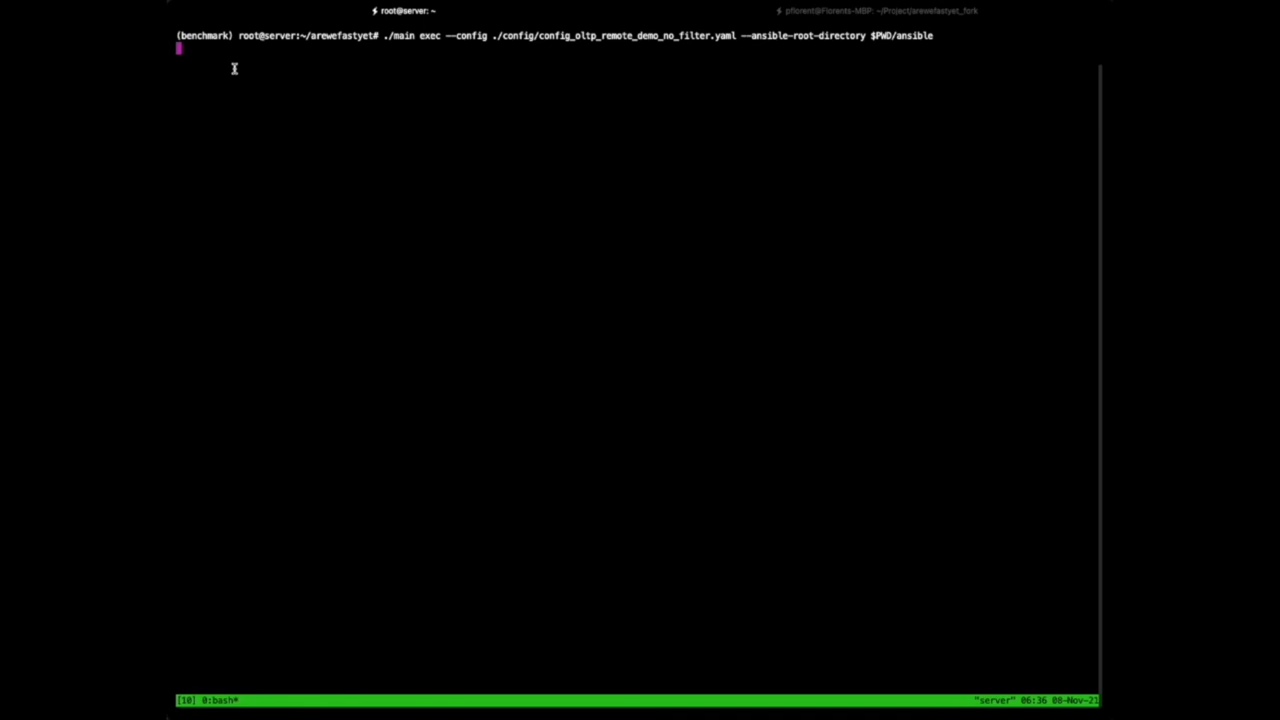 ⚡ root@server: ~
⚡ pflorent@Florents-MBP: ~/Project/arewefastyet_fork
(benchmark) root@server:~/arewefastyet# ./main exec --config ./config/config_oltp_remote_demo_no_filter.yaml --ansible-root-directory $PWD/ansible
[10] 0:bash* "server" 06:36 08-Nov-21